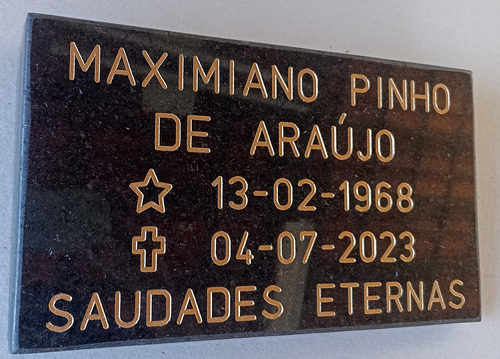 MAXIMIANO PINHO
DE ARAÚJO
13-02-1968
04-07-2023
SAUDADES ETERNAS